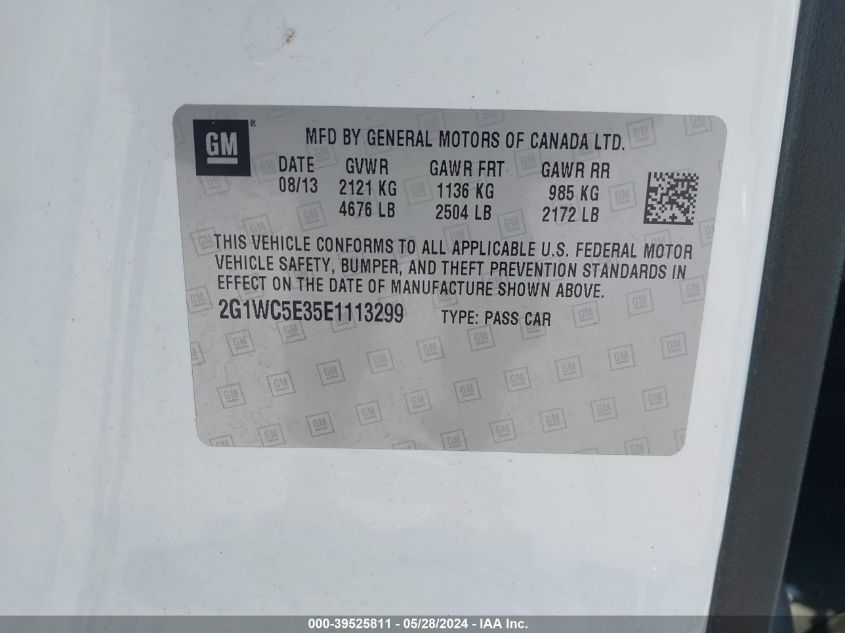 GM ® MFD BY GENERAL MOTORS OF CANADA LTD.
DATE GVWR GAWR FRT GAWR RR
08/13 2121 KG 1136 KG 985 KG
4676 LB 2504 LB 2172 LB
THIS VEHICLE CONFORMS TO ALL APPLICABLE U.S. FEDERAL MOTOR
VEHICLE SAFETY, BUMPER, AND THEFT PREVENTION STANDARDS IN
EFFECT ON THE DATE OF MANUFACTURE SHOWN ABOVE.
2G1WC5E35E1113299 TYPE: PASS CAR
000-39525811 - 05/28/2024 - IAA Inc.